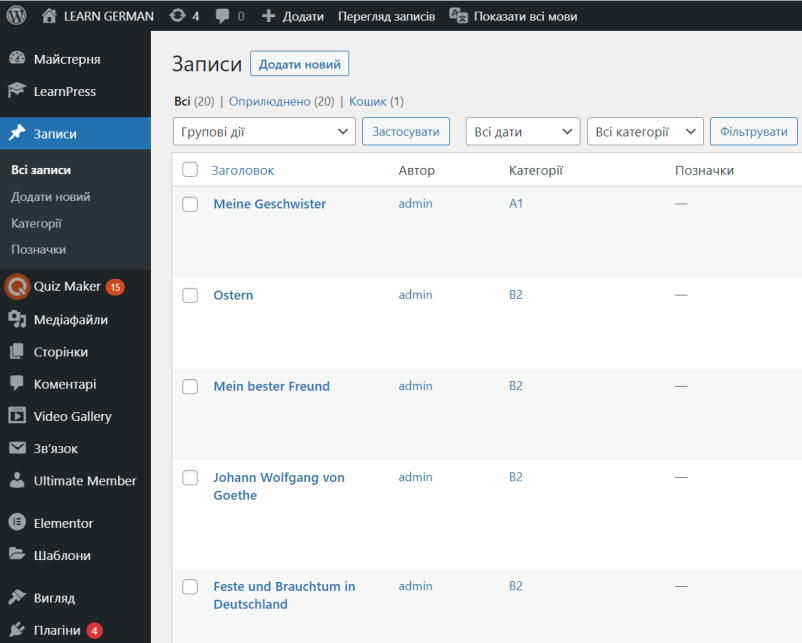 LEARN GERMAN 4 0 Додати Перегляд записів Показати всі мови
Майстерня
LearnPress
Записи
Всі записи
Додати новий
Категорії
Позначки
Quiz Maker 15
Медіафайли
Сторінки
Коментарі
Video Gallery
Зв'язок
Ultimate Member
Elementor
Шаблони
Вигляд
Плагіни 4
Записи Додати новий
Всі (20) | Оприлюднено (20) | Кошик (1)
Групові дії Застосувати Всі дати Всі категорії Фільтрувати
Заголовок Автор Категорії Позначки
Meine Geschwister admin A1 —
Ostern admin B2 —
Mein bester Freund admin B2 —
Johann Wolfgang von admin B2 —
Goethe
Feste und Brauchtum in admin B2 —
Deutschland